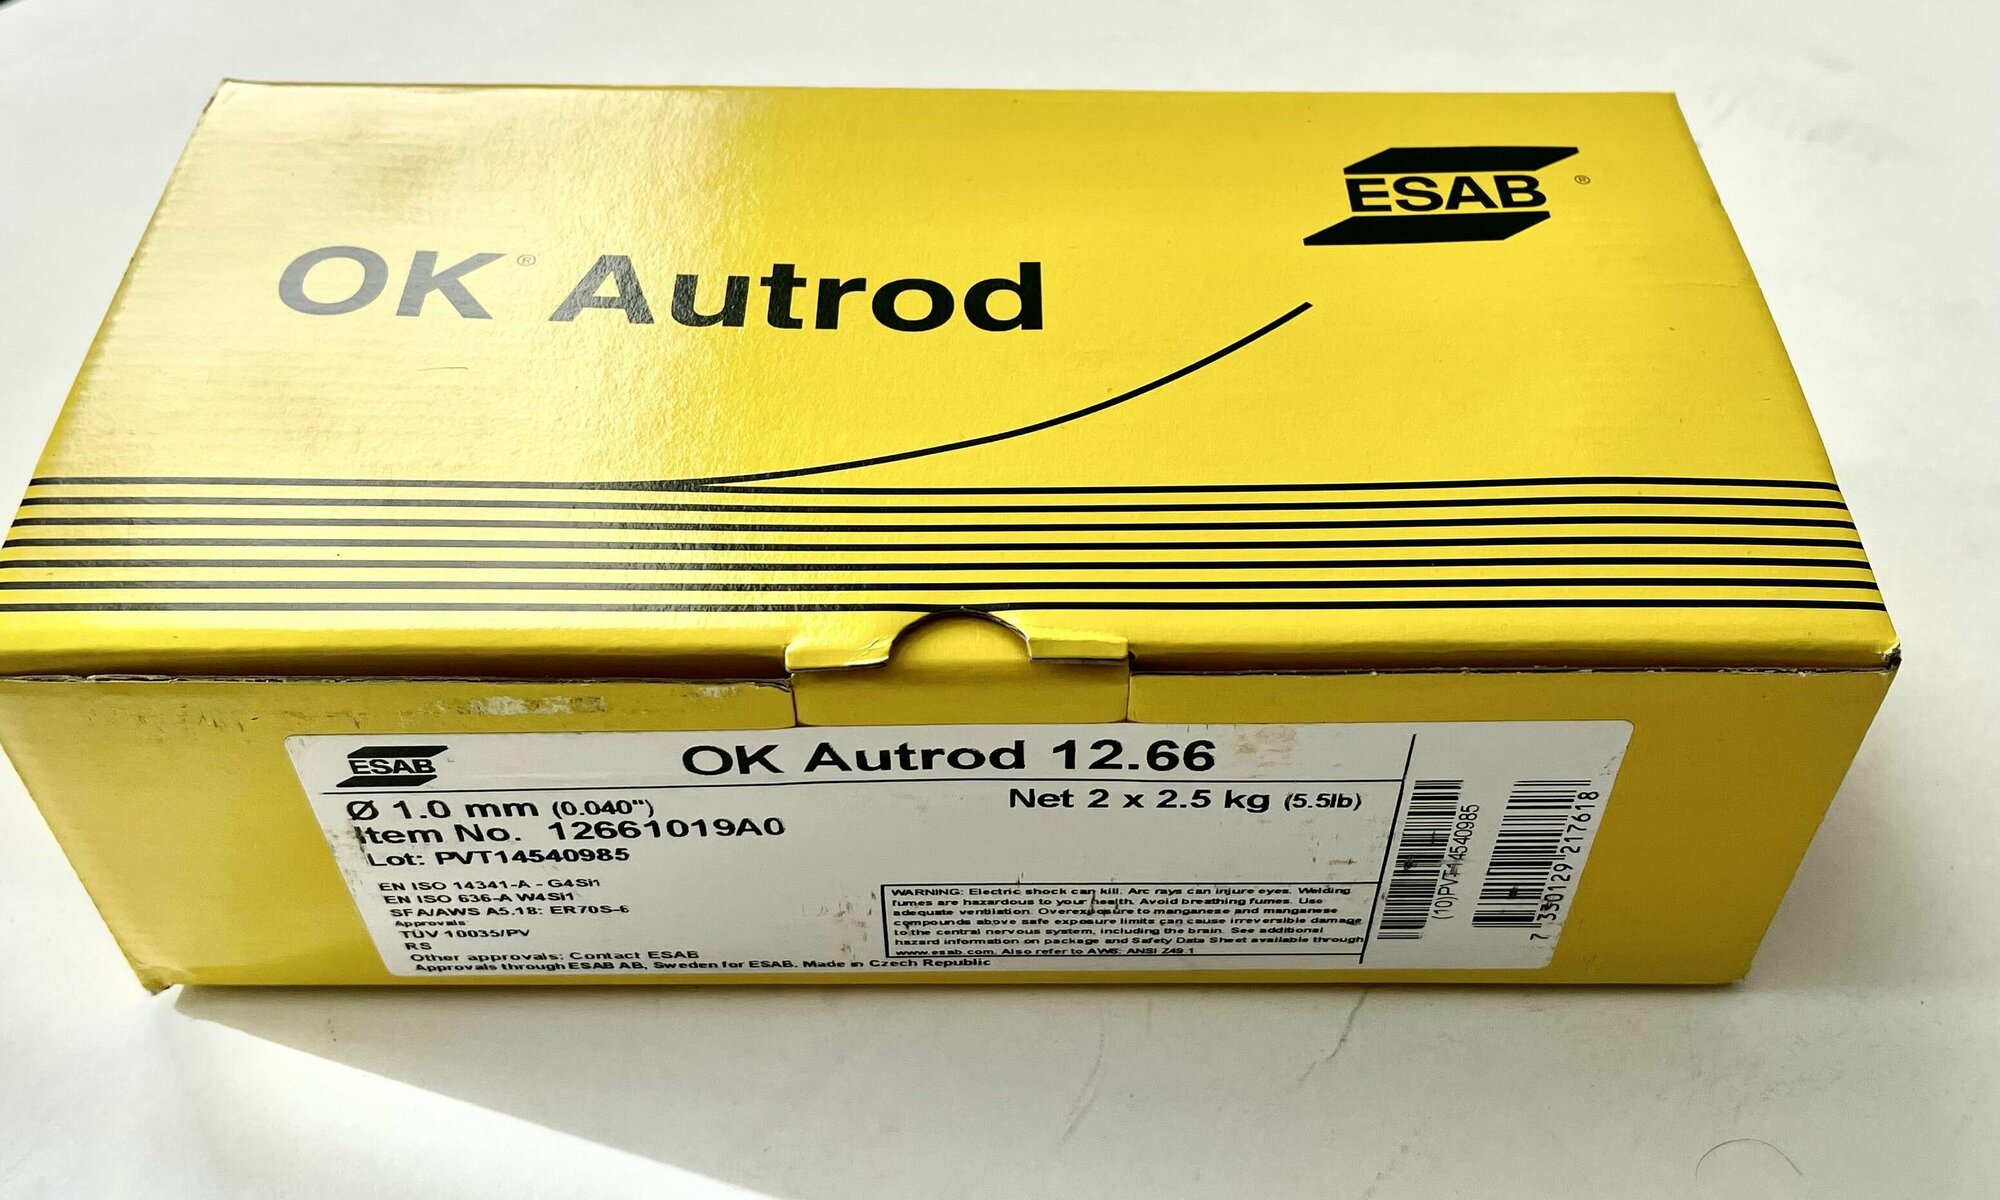 ESAB®
OK® Autrod
ESAB
OK Autrod 12.66
Ø 1.0 mm (0.040")
Net 2 x 2.5 kg (5.5lb)
Item No. 12661019A0
Lot: PVT14540985
EN ISO 14341-A - G4Si1
EN ISO 636-A W4Si1
SFA/AWS A5.18: ER70S-6
Approvals:
TÜV 10035/PV
RS
Other approvals: Contact ESAB
Approvals through ESAB AB, Sweden for ESAB. Made in Czech Republic
WARNING: Electric shock can kill. Arc rays can injure eyes. Welding
fumes are hazardous to your health. Avoid breathing fumes. Use
adequate ventilation. Overexposure to manganese and manganese
compounds above safe exposure limits can cause irreversible damage
to the central nervous system, including the brain. See additional
hazard information on package and Safety Data Sheet available through
www.esab.com. Also refer to AWS: ANSI Z49.1
(10)PVT14540985
7 330129 217618